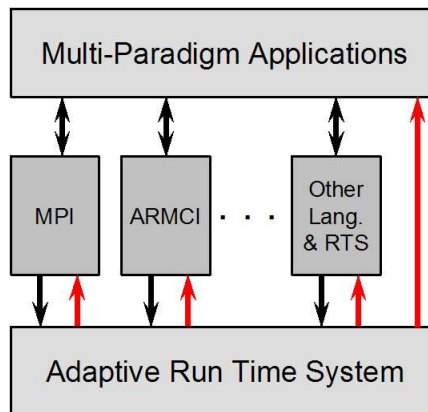 Multi-Paradigm Applications
MPI
ARMCI
. . .
Other
Lang.
& RTS
Adaptive Run Time System